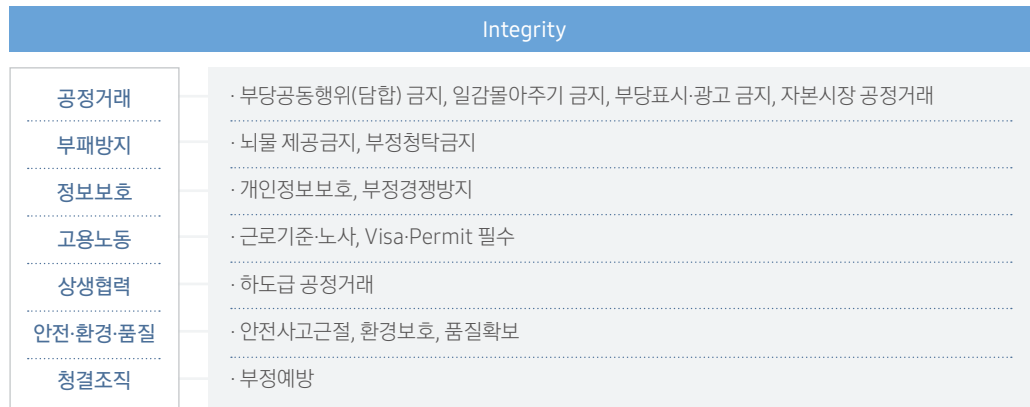 Integrity
공정거래
· 부당공동행위(담합) 금지, 일감몰아주기 금지, 부당표시·광고 금지, 자본시장 공정거래
부패방지
· 뇌물 제공금지, 부정청탁금지
정보보호
· 개인정보보호, 부정경쟁방지
고용노동
· 근로기준·노사, Visa·Permit 필수
상생협력
· 하도급 공정거래
안전·환경·품질
· 안전사고근절, 환경보호, 품질확보
청결조직
· 부정예방